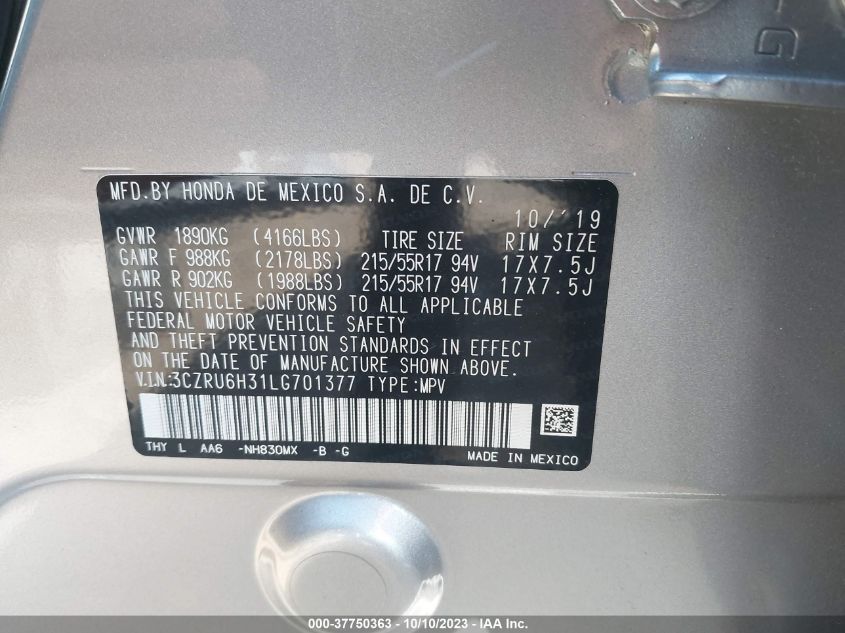 G
MFD.BY HONDA DE MEXICO S.A. DE C.V.
10/'19
GVWR 1890KG (4166LBS) TIRE SIZE RIM SIZE
GAWR F 988KG (2178LBS) 215/55R17 94V 17X7.5J
GAWR R 902KG (1988LBS) 215/55R17 94V 17X7.5J
THIS VEHICLE CONFORMS TO ALL APPLICABLE
FEDERAL MOTOR VEHICLE SAFETY
AND THEFT PREVENTION STANDARDS IN EFFECT
ON THE DATE OF MANUFACTURE SHOWN ABOVE.
V.I.N.:3CZRU6H31LG701377 TYPE:MPV
THY L AA6 -NH830MX -B -G
MADE IN MEXICO
000-37750363 - 10/10/2023 - IAA Inc.